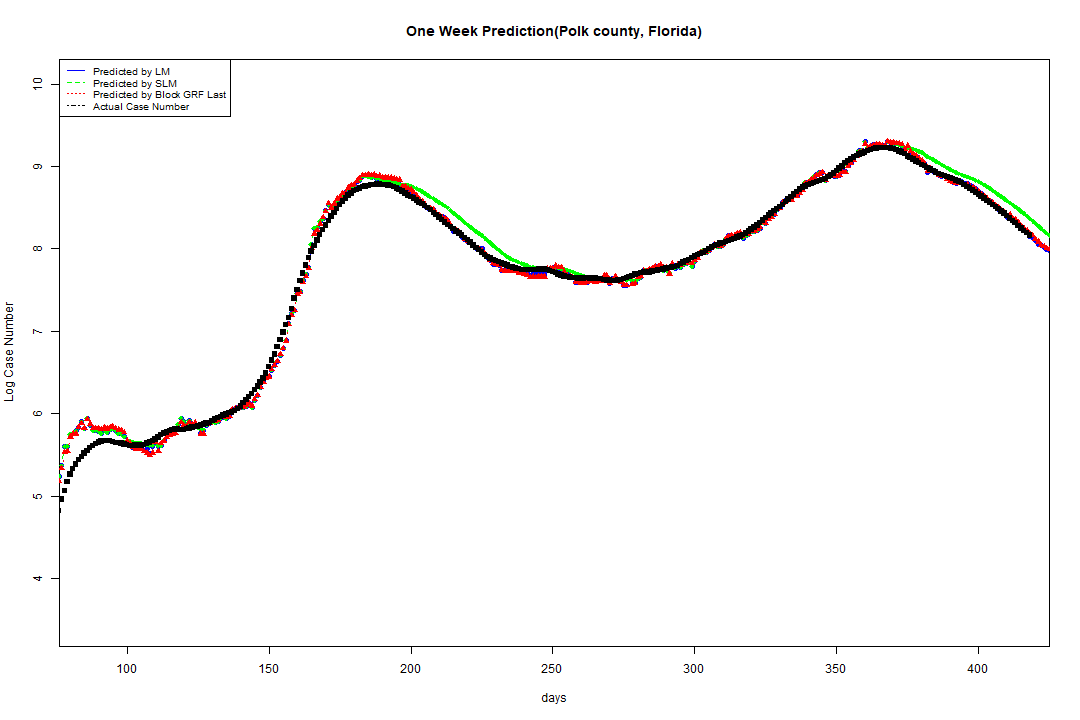 One Week Prediction(Polk county, Florida)
Predicted by LM
Predicted by SLM
Predicted by Block GRF Last
Actual Case Number
10
9
8
7
6
5
4
Log Case Number
100 150 200 250 300 350 400
days